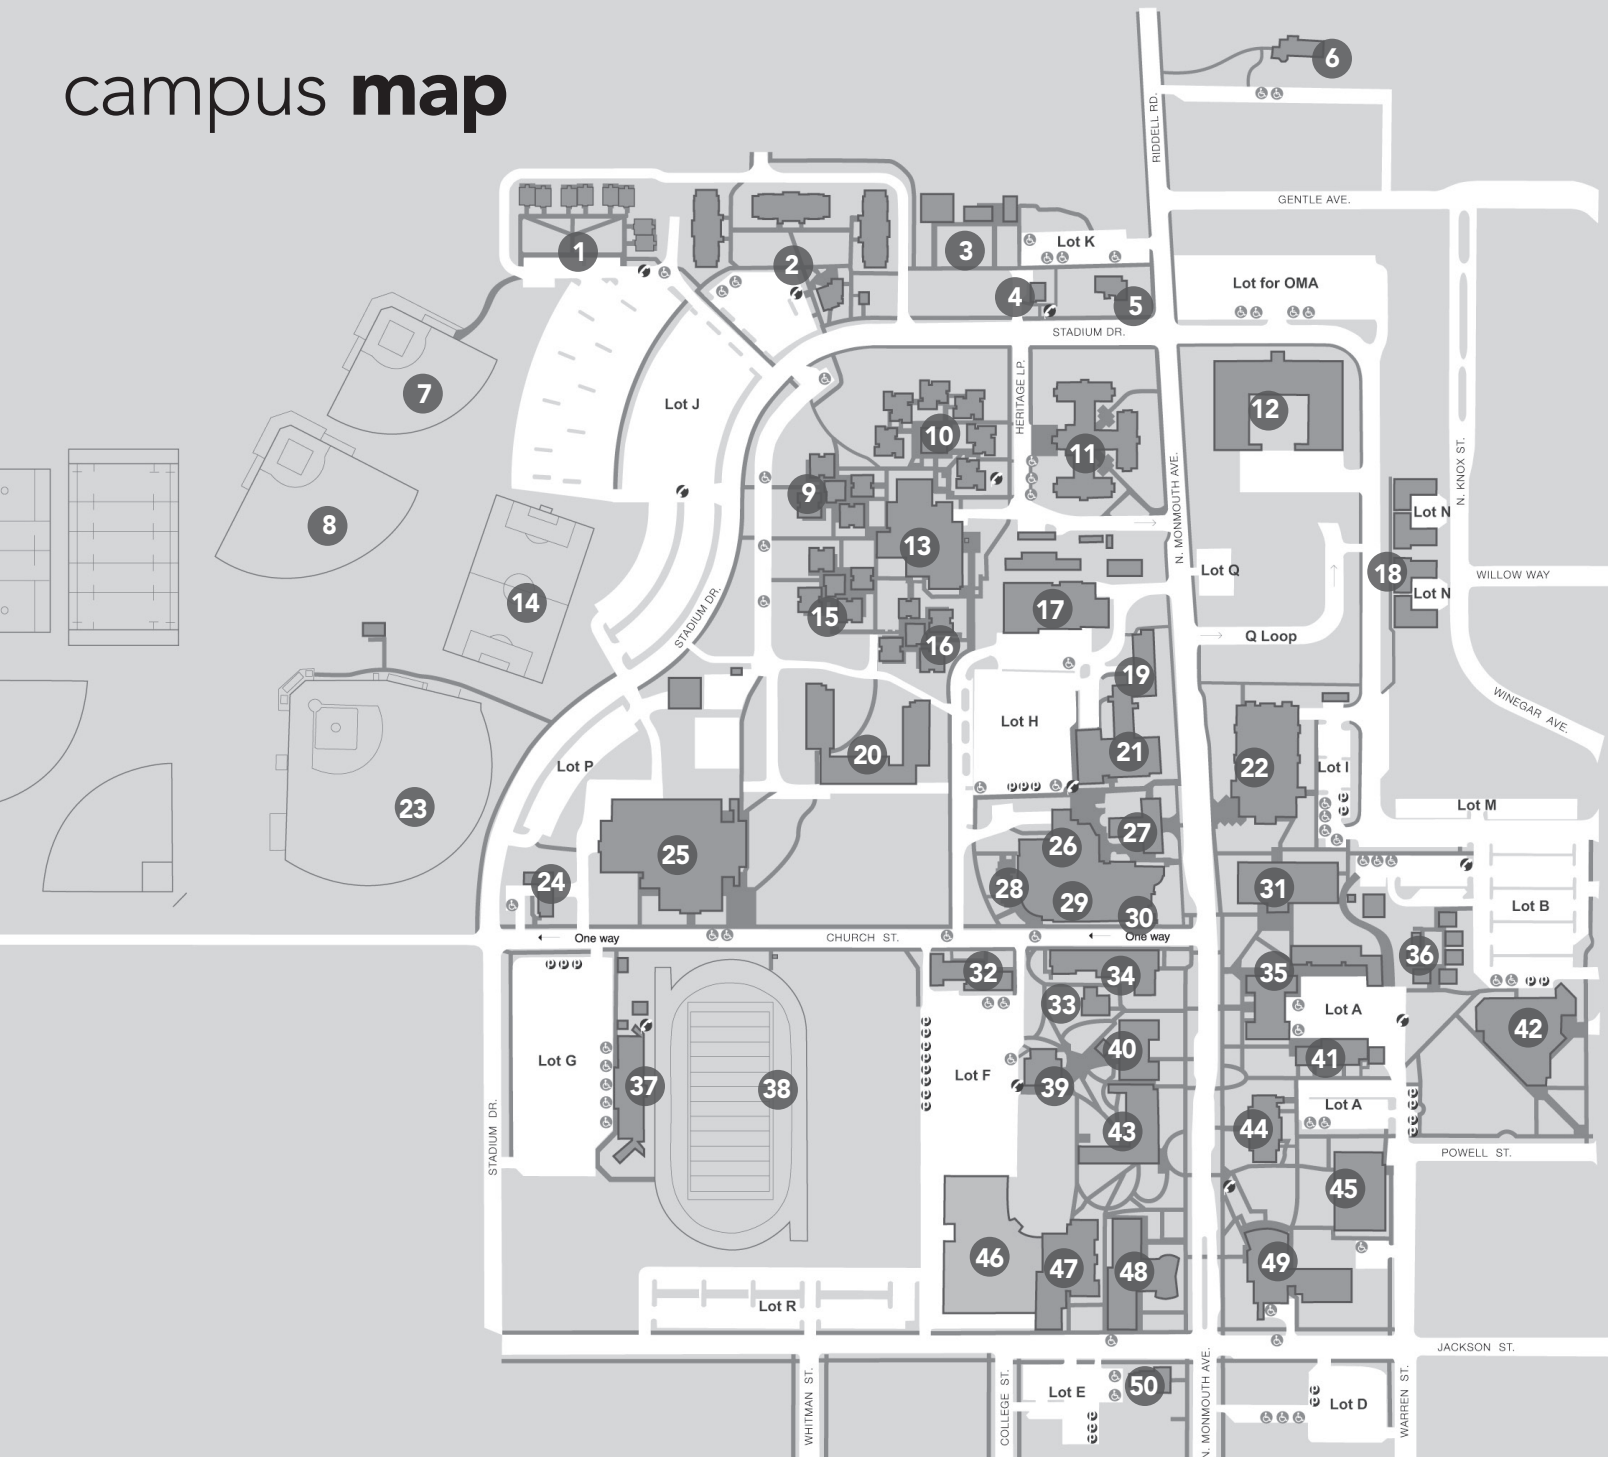 campus map
6
RIDDELL RD.
GENTLE AVE.
1
2
3
Lot K
4
5
Lot for OMA
STADIUM DR.
7
Lot J
HERITAGE LP.
12
10
11
N. MONMOUTH AVE.
N. KNOX ST.
8
9
Lot N
13
18
Lot Q
WILLOW WAY
14
Lot N
15
17
STADIUM DR.
16
Q Loop
19
WINEGAR AVE.
Lot H
20
21
22
Lot I
Lot P
23
Lot M
25
26
27
24
28
29
30
31
Lot B
One way
CHURCH ST.
One way
32
34
35
36
33
Lot A
42
Lot G
37
38
Lot F
39
40
41
Lot A
43
44
STADIUM DR.
POWELL ST.
45
46
47
48
49
Lot R
JACKSON ST.
WHITMAN ST.
COLLEGE ST.
Lot E
50
N. MONMOUTH AVE.
Lot D
WARREN ST.